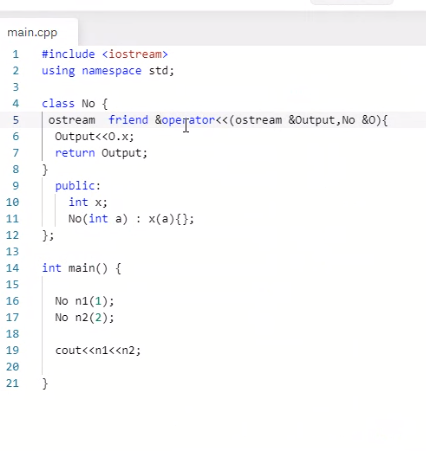 main.cpp
1 #include <iostream>
2 using namespace std;
3
4 class No {
5 ostream  friend &operator<<(ostream &Output,No &O){
6 Output<<O.x;
7 return Output;
8 }
9 public:
10 int x;
11 No(int a) : x(a){};
12 };
13
14 int main() {
15
16 No n1(1);
17 No n2(2);
18
19 cout<<n1<<n2;
20
21 }